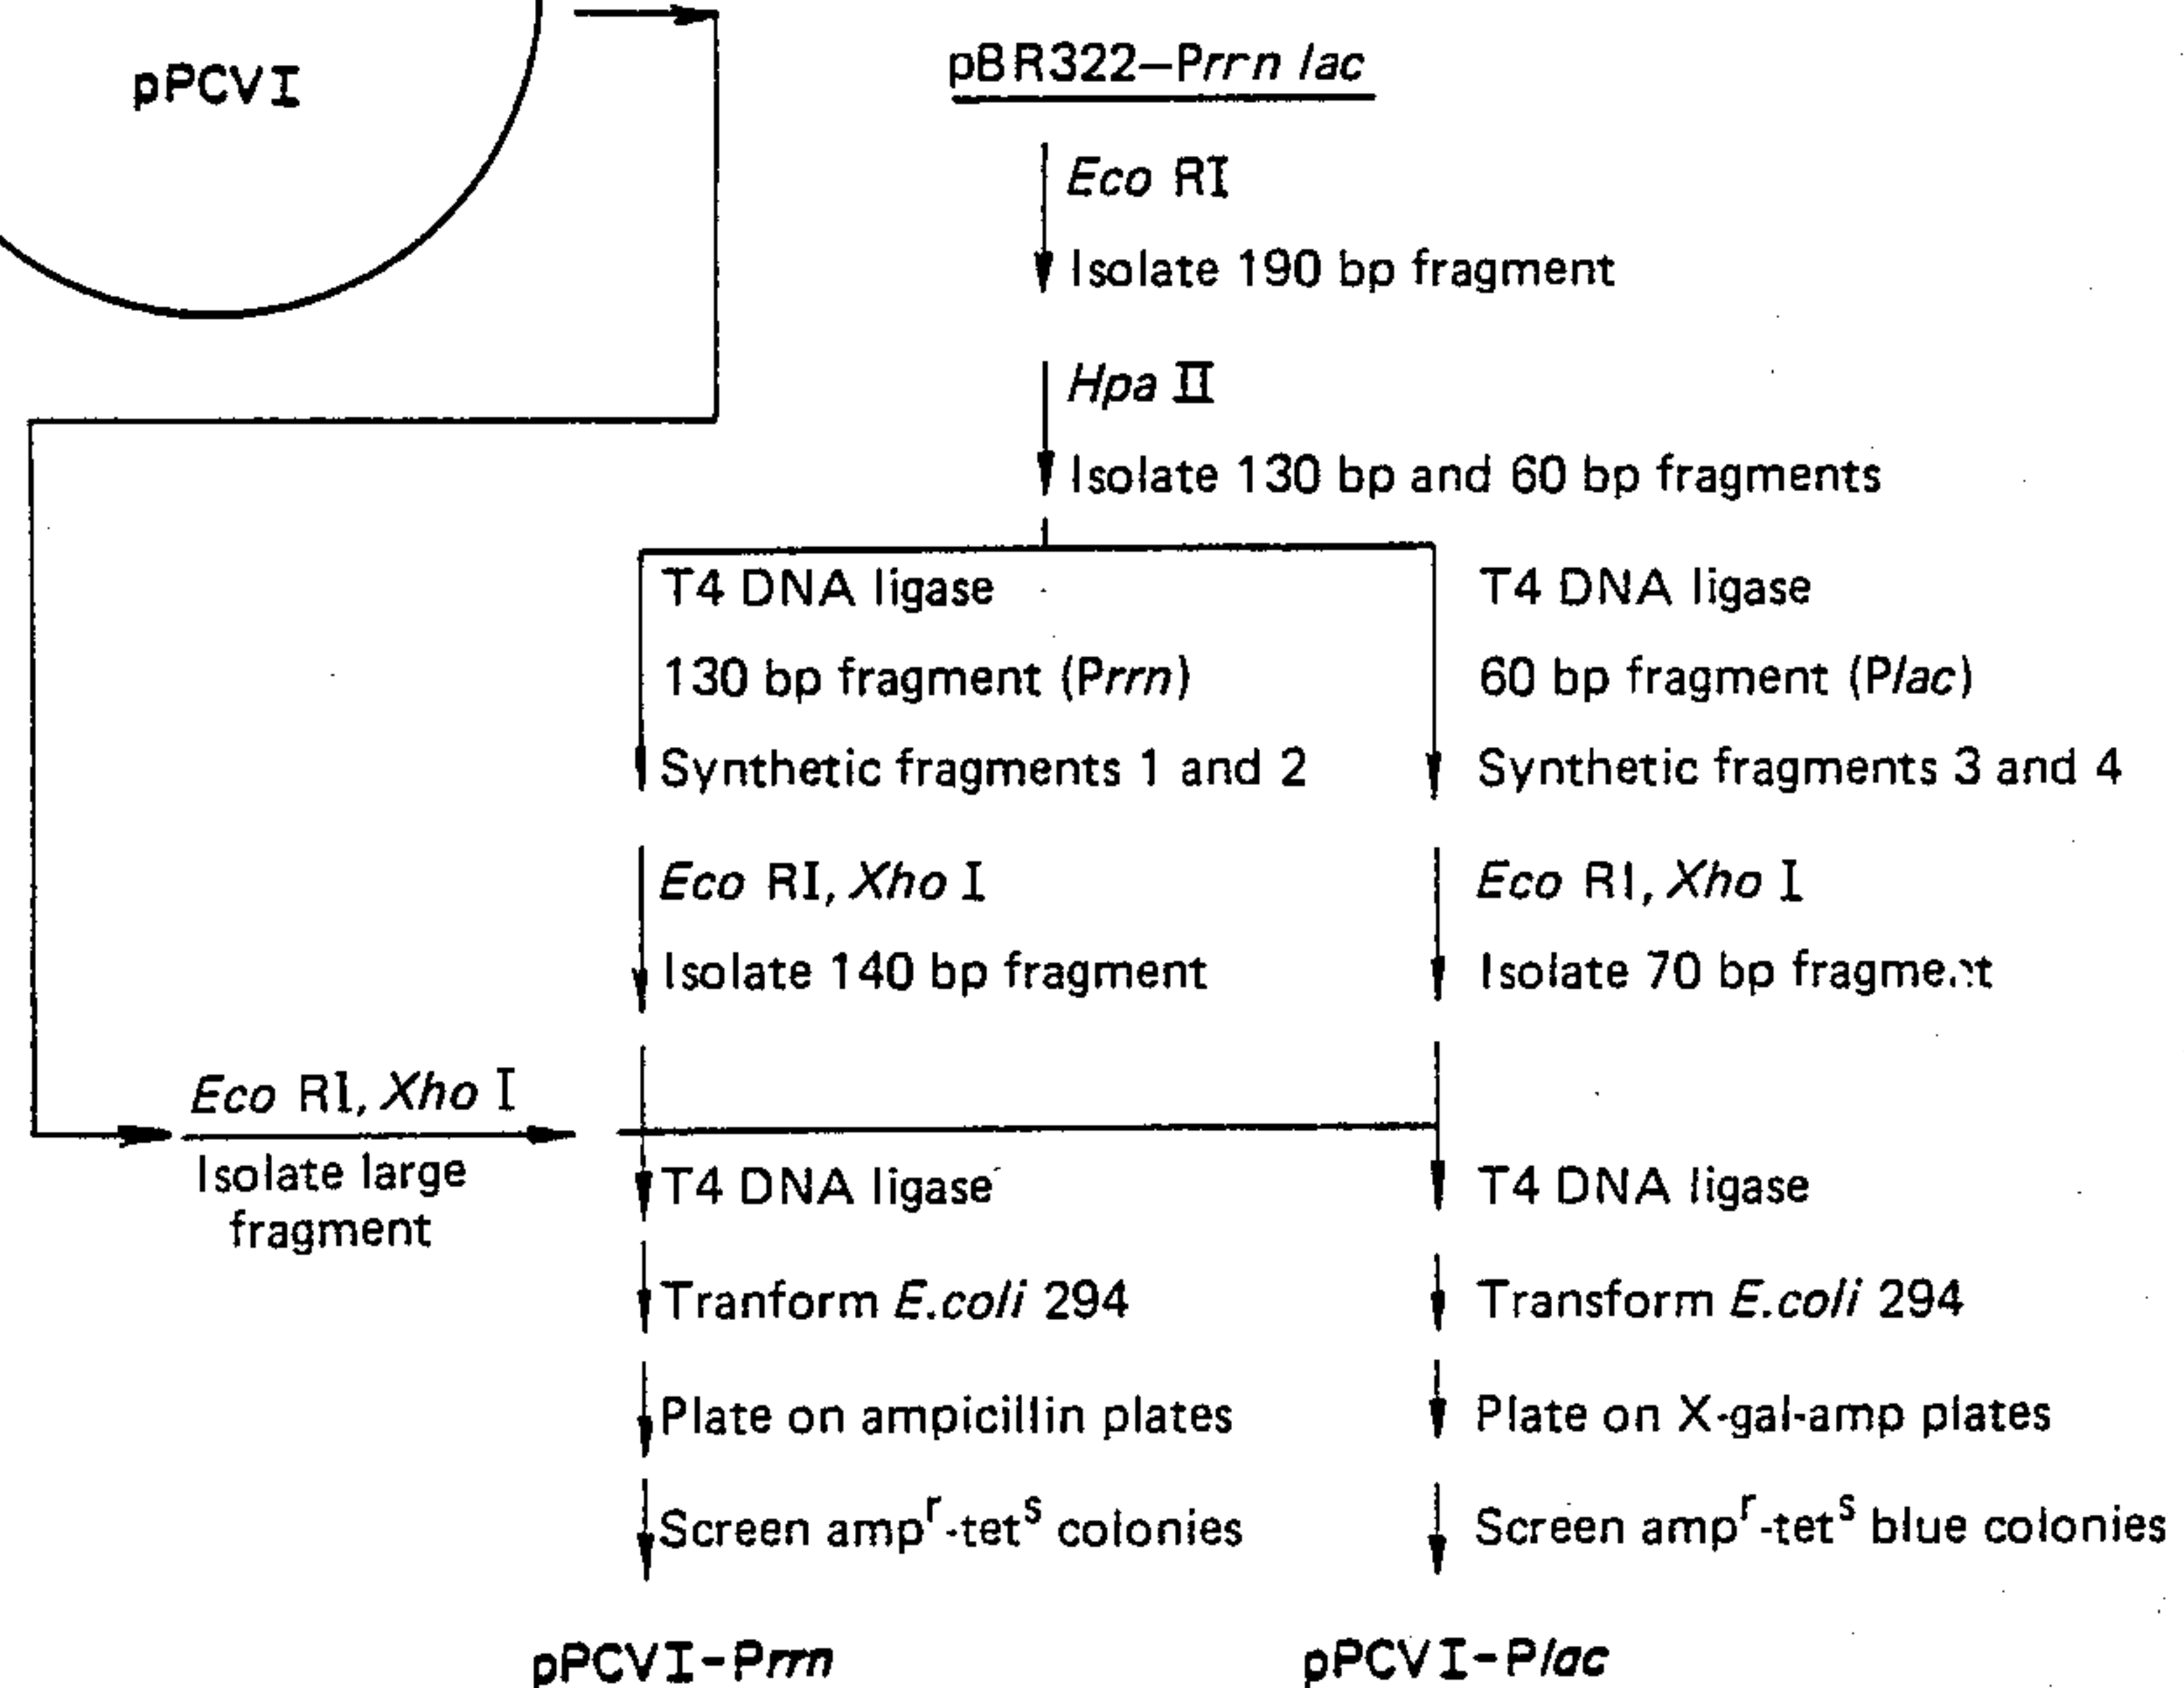 pPCVI
pBR322—Prrn lac
Eco RI
Isolate 190 bp fragment
Hpa II
Isolate 130 bp and 60 bp fragments
T4 DNA ligase
130 bp fragment (Prrn)
Synthetic fragments 1 and 2
Eco RI, Xho I
Isolate 140 bp fragment
T4 DNA ligase
60 bp fragment (Plac)
Synthetic fragments 3 and 4
Eco RI, Xho I
Isolate 70 bp fragment
Eco RI, Xho I
Isolate large
fragment
T4 DNA ligase
Tranform E.coli 294
Plate on ampicillin plates
Screen ampʳ-tetˢ colonies
pPCVI-Prrn
T4 DNA ligase
Transform E.coli 294
Plate on X-gal-amp plates
Screen ampʳ-tetˢ blue colonies
pPCVI-Plac